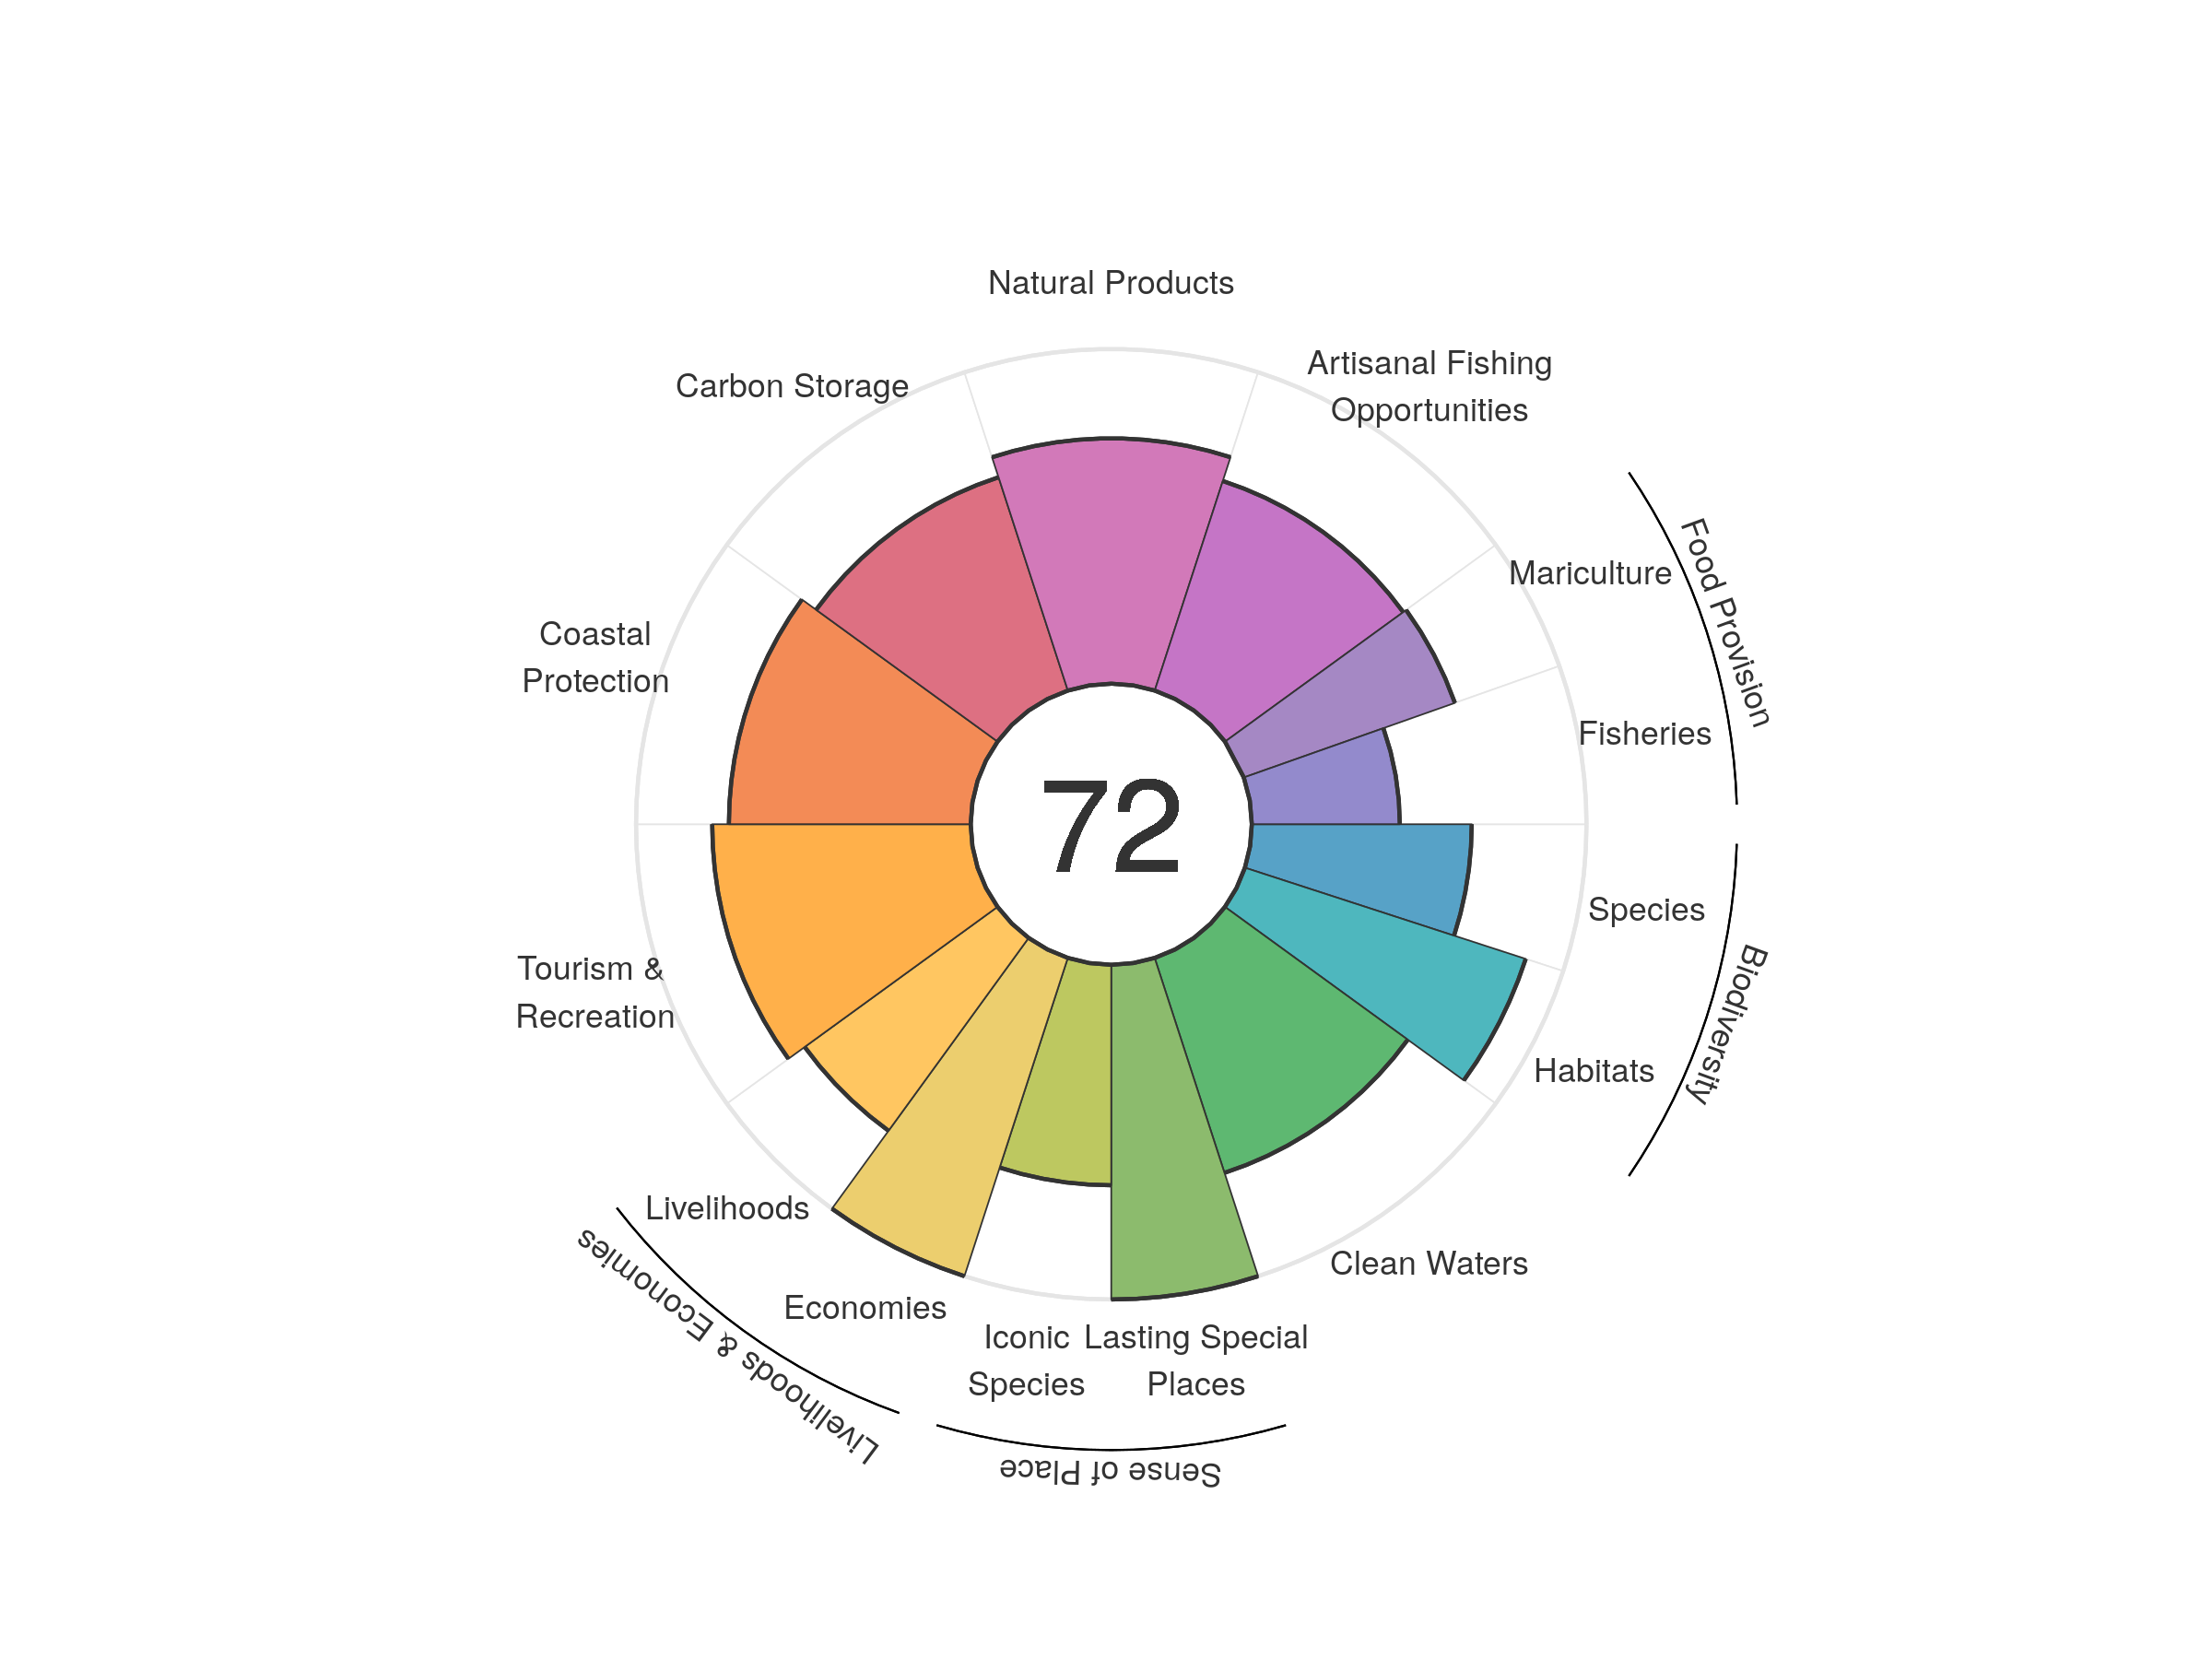 Natural Products
Artisanal Fishing
Opportunities
Carbon Storage
Mariculture
Food Provision
Coastal
Protection
Fisheries
72
Species
Biodiversity
Tourism &
Recreation
Habitats
Livelihoods
Clean Waters
Livelihoods & Economies
Economies
Iconic
Species
Lasting Special
Places
Sense of Place